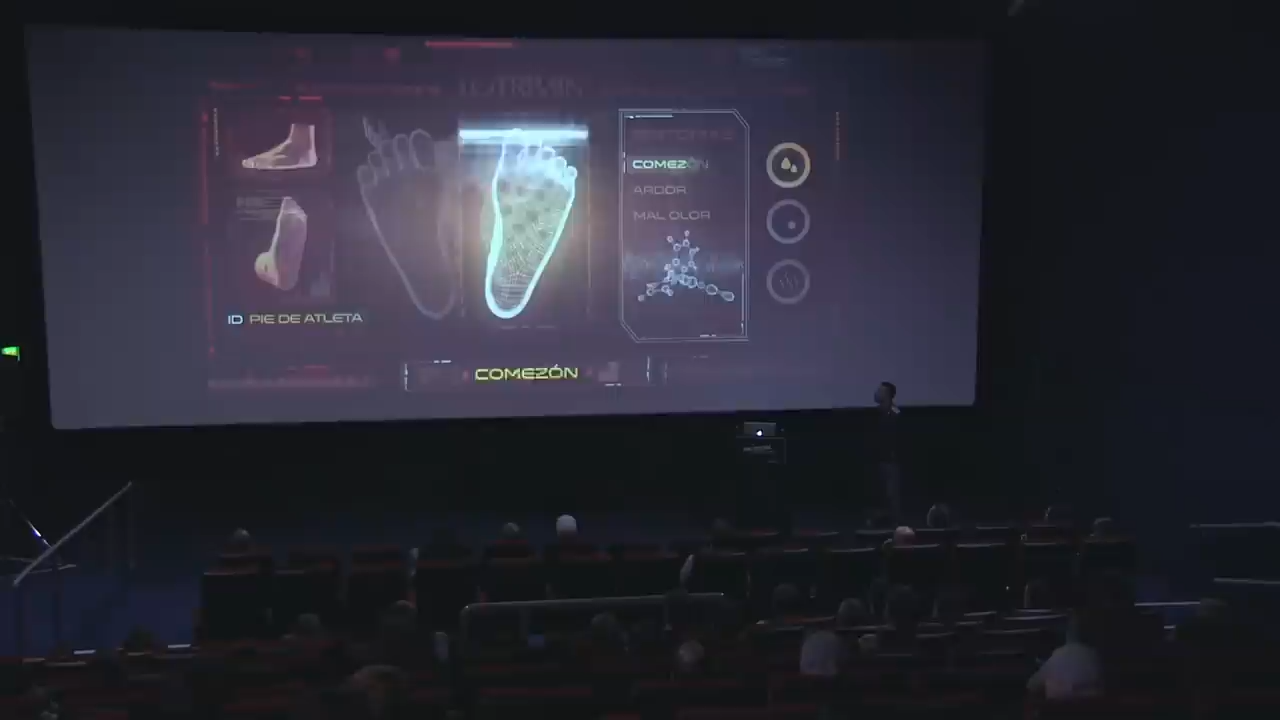 COMEZÓN
ARDOR
MAL OLOR
ID PIE DE ATLETA
COMEZÓN